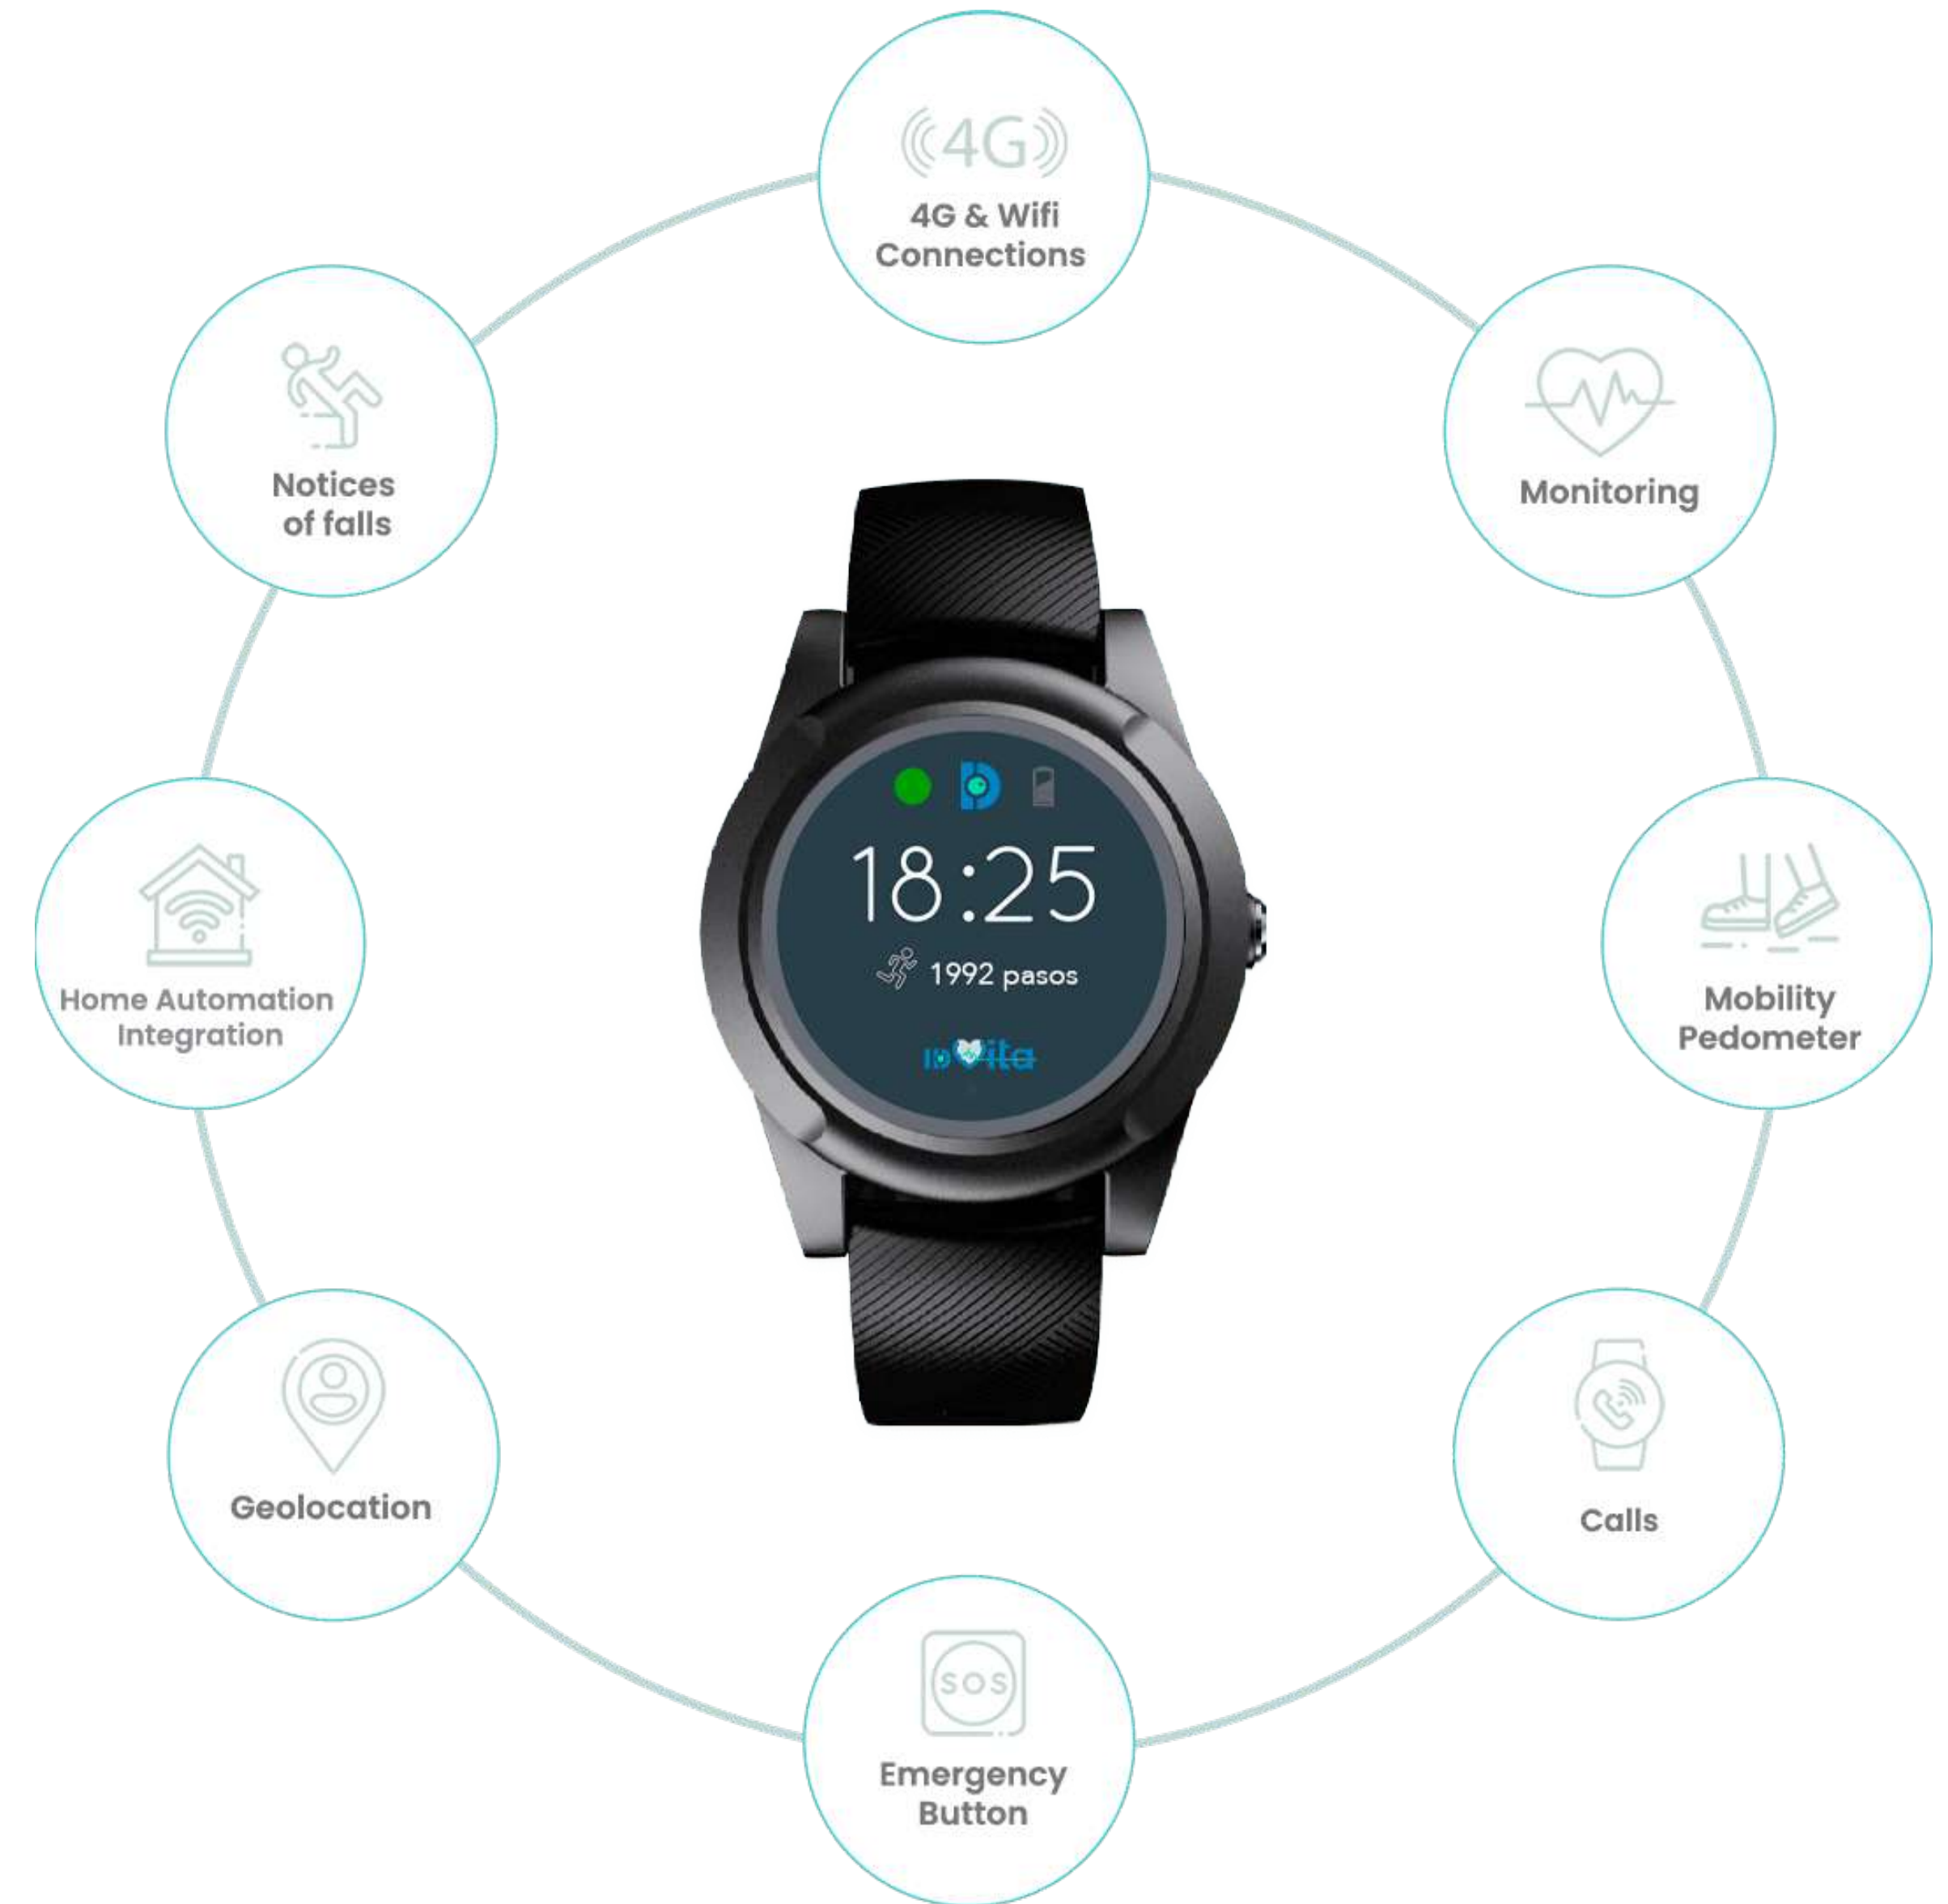 ((4G))
4G & Wifi
Connections
Notices
of falls
Monitoring
18:25
1992 pasos
IDVita
Home Automation
Integration
Mobility
Pedometer
Geolocation
Calls
SOS
Emergency
Button